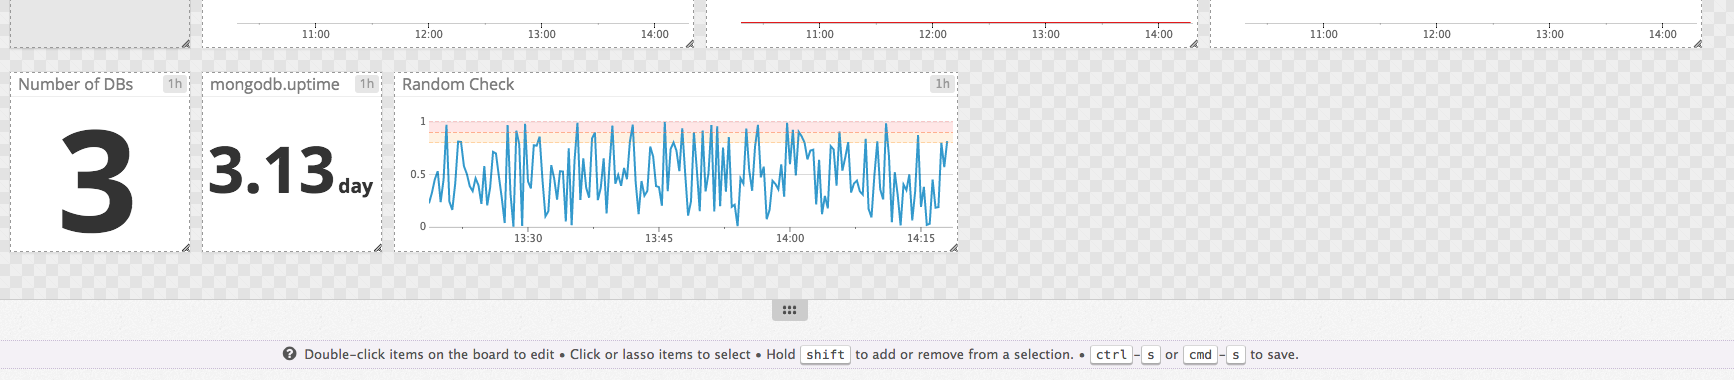 11:00 12:00 13:00 14:00 11:00 12:00 13:00 14:00 11:00 12:00 13:00 14:00
Number of DBs 1h mongodb.uptime 1h Random Check 1h
3
3.13 day
1
0.5
0
13:30 13:45 14:00 14:15
? Double-click items on the board to edit • Click or lasso items to select • Hold shift to add or remove from a selection. • ctrl-s or cmd-s to save.